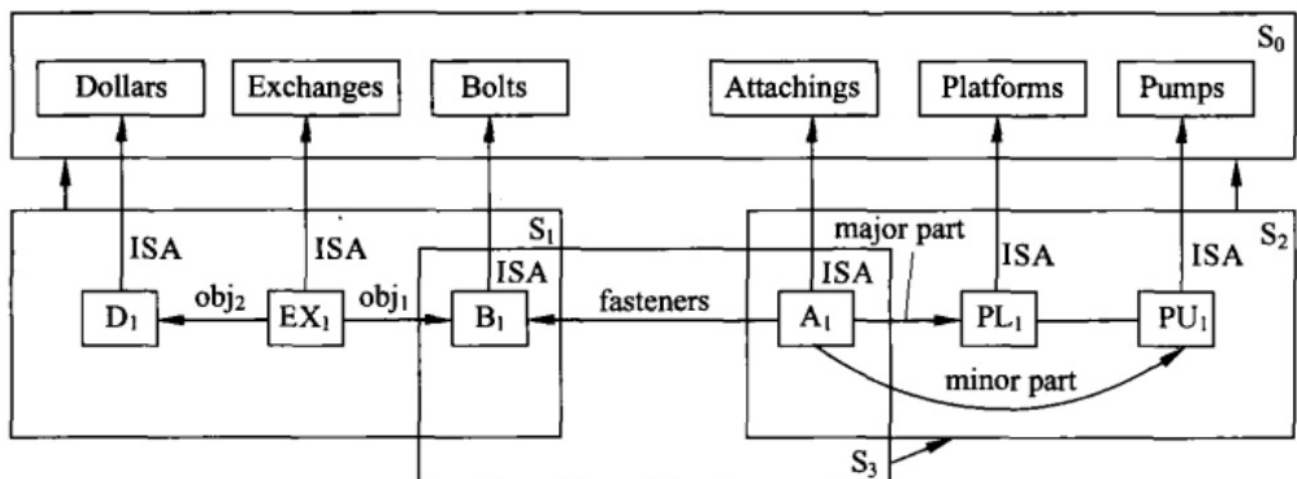 S₀
Dollars Exchanges Bolts Attachings Platforms Pumps
S₁ major part S₂
ISA ISA ISA ISA ISA ISA
D₁ obj₂ EX₁ obj₁ B₁ fasteners A₁ PL₁ PU₁
minor part
S₃